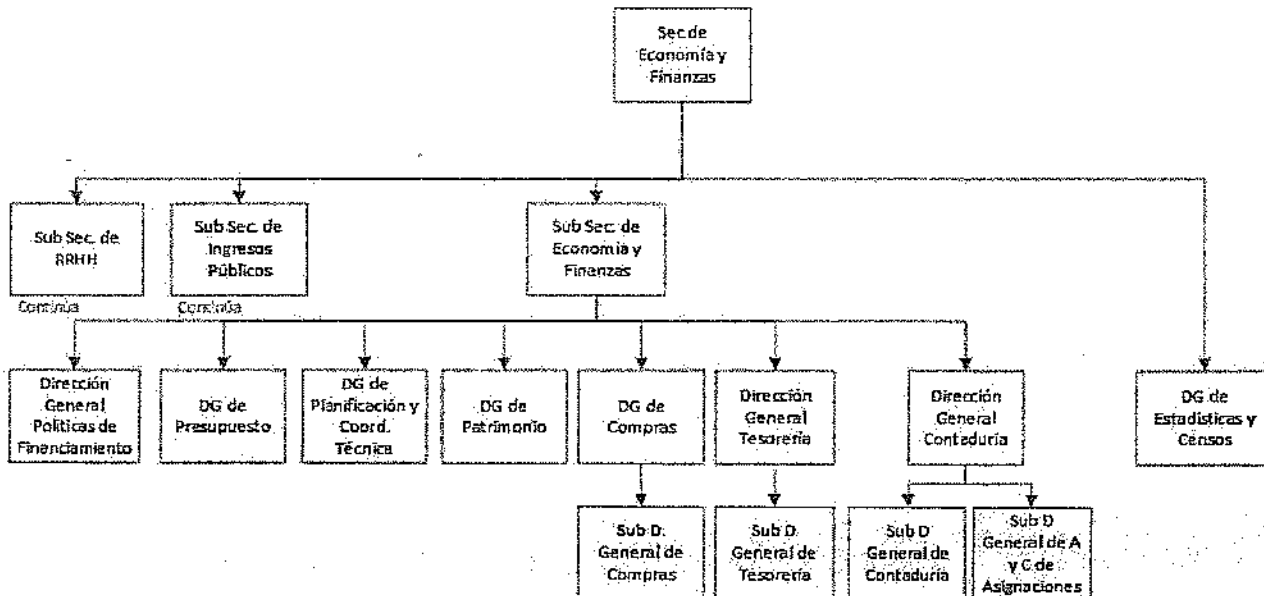 Sec de
Economía y
Finanzas
Sub Sec. de
RRHH
Continúa
Sub Sec. de
Ingresos
Públicos
Continúa
Sub Sec. de
Economía y
Finanzas
Dirección
General
Políticas de
Financiamiento
DG de
Presupuesto
DG de
Planificación y
Coord.
Técnica
DG de
Patrimonio
DG de
Compras
Dirección
General
Tesorería
Dirección
General
Contaduría
DG de
Estadísticas y
Censos
Sub D.
General de
Compras
Sub D.
General de
Tesorería
Sub D
General de
Contaduría
Sub D
General de A
y C de
Asignaciones